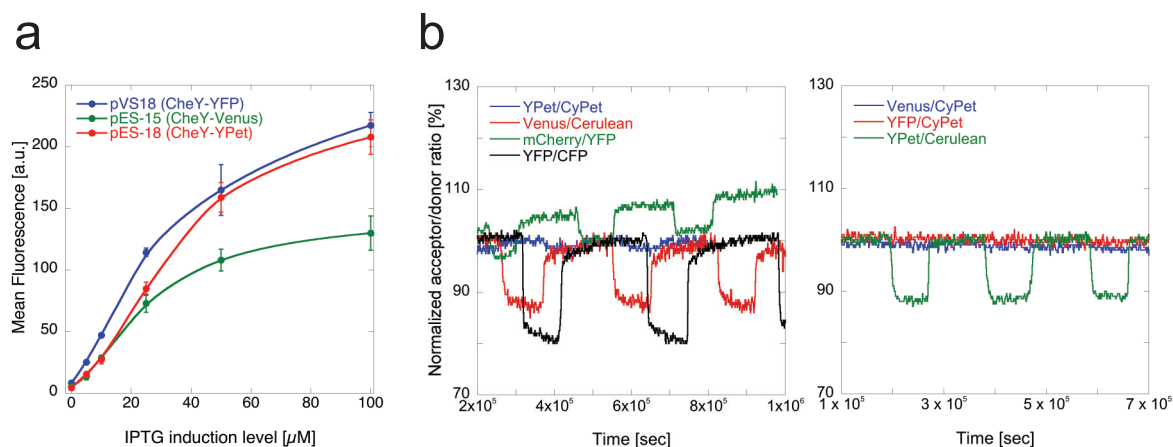 a
b
250
200
150
100
50
0
Mean Fluorescence [a.u.]
pVS18 (CheY-YFP)
pES-15 (CheY-Venus)
pES-18 (CheY-YPet)
0 20 40 60 80 100
IPTG induction level [µM]
130
110
90
70
Normalized acceptor/donor ratio [%]
YPet/CyPet
Venus/Cerulean
mCherry/YFP
YFP/CFP
2x10⁵ 4x10⁵ 6x10⁵ 8x10⁵ 1x10⁶
Time [sec]
130
110
90
70
Venus/CyPet
YFP/CyPet
YPet/Cerulean
1 x 10⁵ 3 x 10⁵ 5 x 10⁵ 7 x 10⁵
Time [sec]